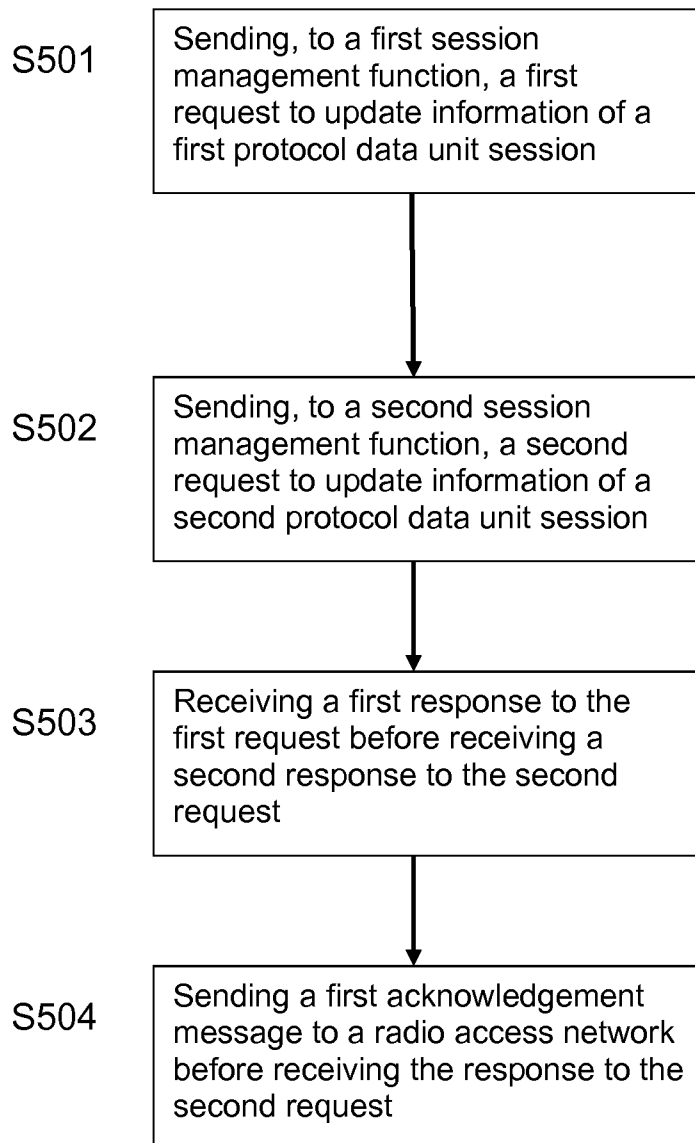 S501
Sending, to a first session
management function, a first
request to update information of a
first protocol data unit session
S502
Sending, to a second session
management function, a second
request to update information of a
second protocol data unit session
S503
Receiving a first response to the
first request before receiving a
second response to the second
request
S504
Sending a first acknowledgement
message to a radio access network
before receiving the response to the
second request